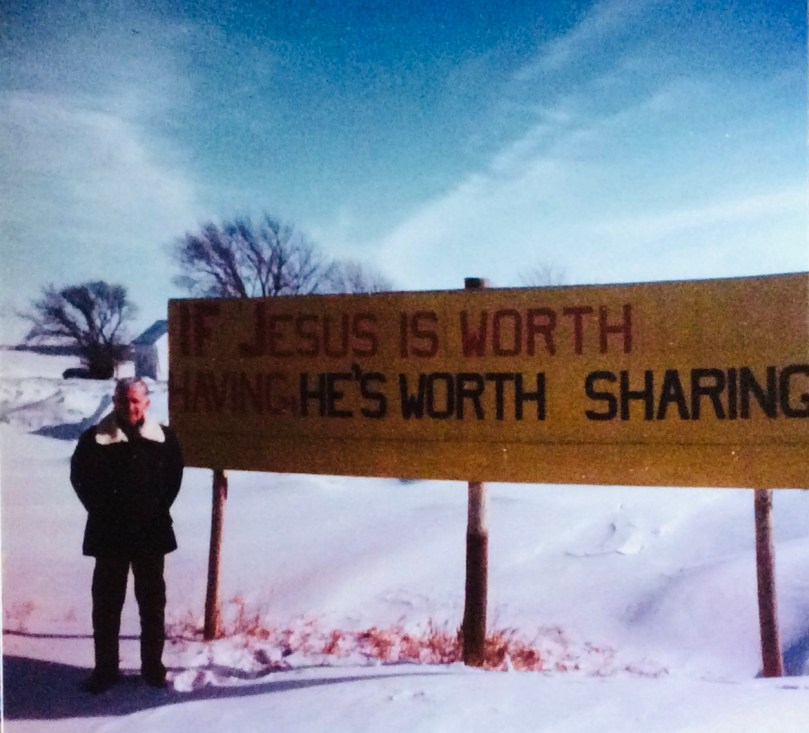 IF JESUS IS WORTH
HAVING, HE'S WORTH SHARING